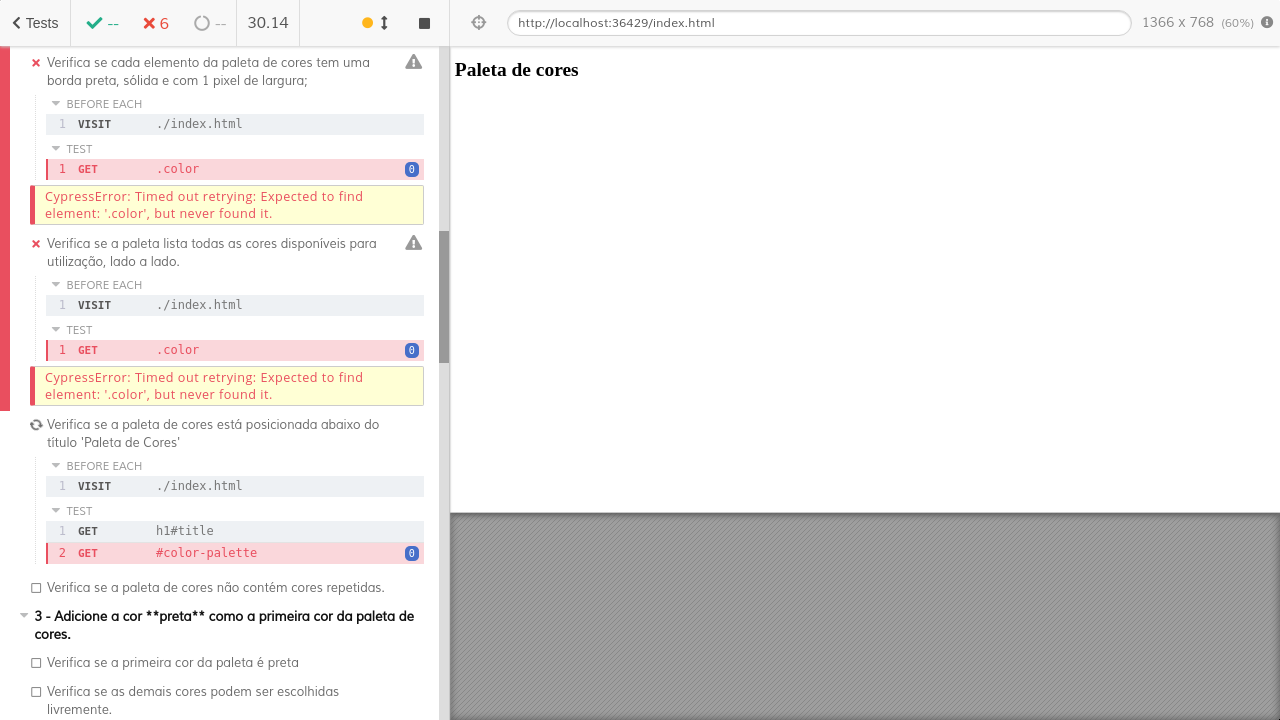 Tests
--
6
--
30.14
http://localhost:36429/index.html
1366 x 768 (60%)
Verifica se cada elemento da paleta de cores tem uma
borda preta, sólida e com 1 pixel de largura;
BEFORE EACH
1 VISIT ./index.html
TEST
1 GET .color 0
CypressError: Timed out retrying: Expected to find
element: '.color', but never found it.
Verifica se a paleta lista todas as cores disponíveis para
utilização, lado a lado.
BEFORE EACH
1 VISIT ./index.html
TEST
1 GET .color 0
CypressError: Timed out retrying: Expected to find
element: '.color', but never found it.
Verifica se a paleta de cores está posicionada abaixo do
título 'Paleta de Cores'
BEFORE EACH
1 VISIT ./index.html
TEST
1 GET h1#title
2 GET #color-palette 0
Verifica se a paleta de cores não contém cores repetidas.
3 - Adicione a cor **preta** como a primeira cor da paleta de
cores.
Verifica se a primeira cor da paleta é preta
Verifica se as demais cores podem ser escolhidas
livremente.
Paleta de cores